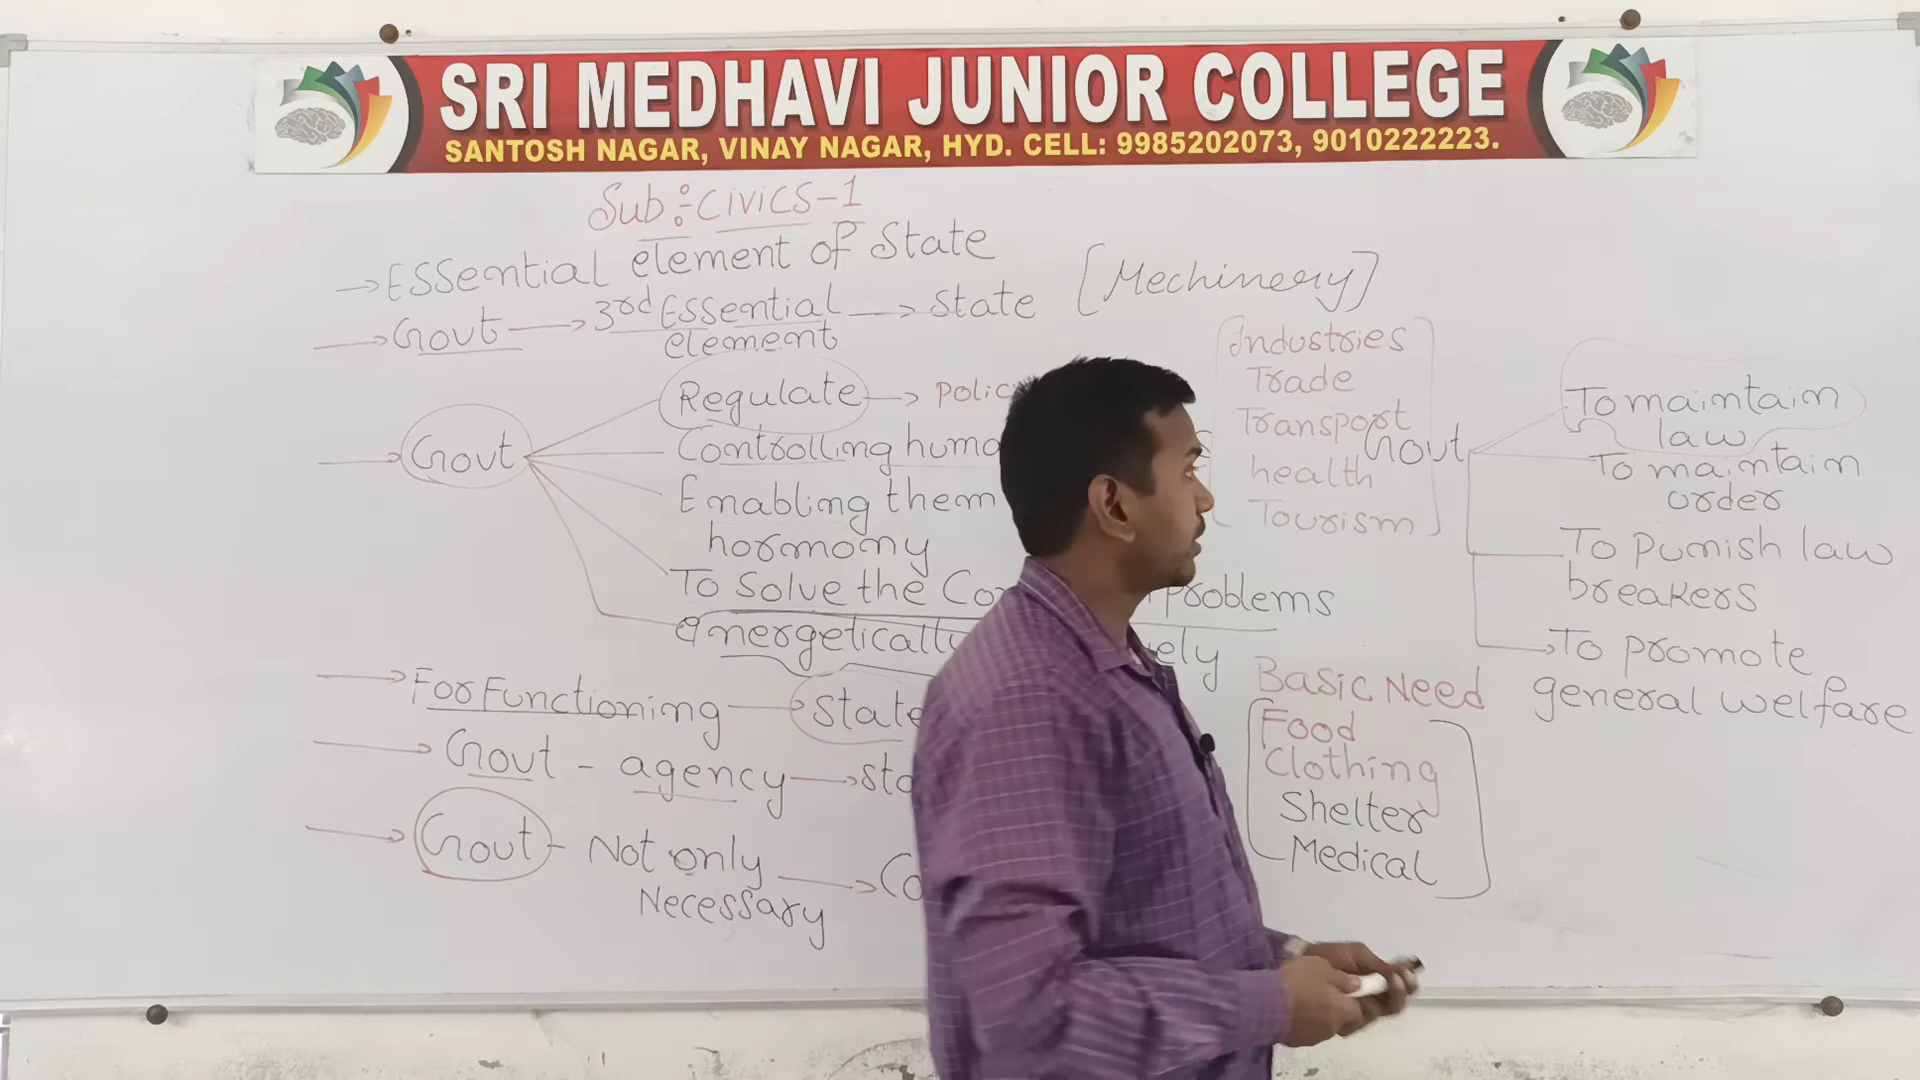 SRI MEDHAVI JUNIOR COLLEGE
SANTOSH NAGAR, VINAY NAGAR, HYD. CELL: 9985202073, 9010222223.
Sub:- Civics-1
→ Essential element of State
→ Govt → 3rd Essential element → State
[Mechinery]
→ Govt
Regulate →
Controlling
Enabling them
hormony
To Solve the problems
energetically
→ For Functioning → State
→ Govt - agency →
→ Govt - Not only
Necessary →
Industries
Trade
Transport
health
Tourism
Basic Need
Food
Clothing
Shelter
Medical
Govt
To maintain
law
To maintain
order
To punish law
breakers
To promote
general welfare